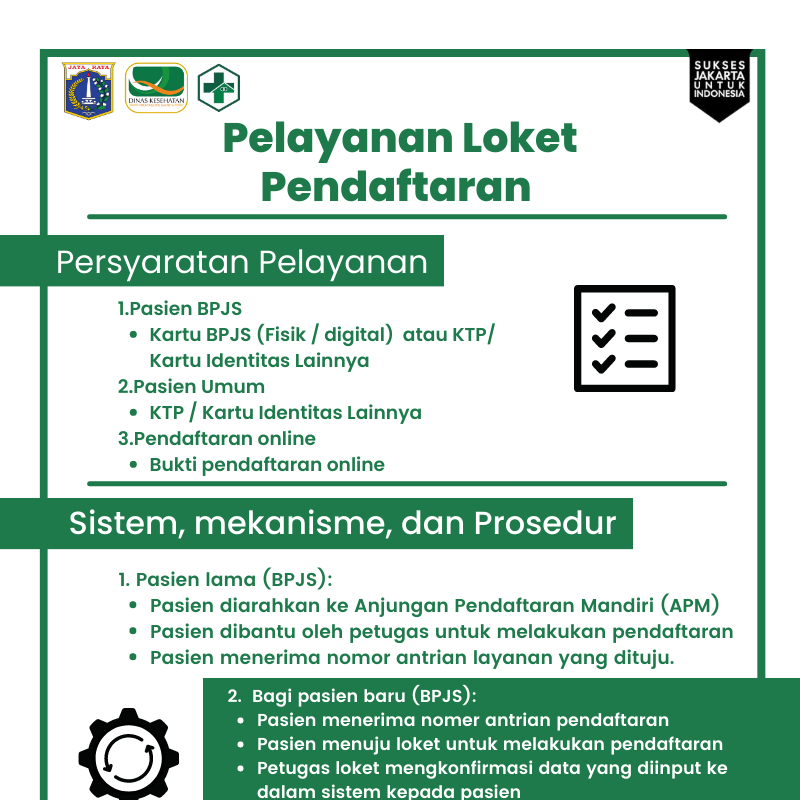 JAYA RAYA
DINAS KESEHATAN
SUKSES
JAKARTA
UNTUK
INDONESIA
Pelayanan Loket
Pendaftaran
Persyaratan Pelayanan
1.Pasien BPJS
• Kartu BPJS (Fisik / digital) atau KTP/
Kartu Identitas Lainnya
2.Pasien Umum
• KTP / Kartu Identitas Lainnya
3.Pendaftaran online
• Bukti pendaftaran online
Sistem, mekanisme, dan Prosedur
1. Pasien lama (BPJS):
• Pasien diarahkan ke Anjungan Pendaftaran Mandiri (APM)
• Pasien dibantu oleh petugas untuk melakukan pendaftaran
• Pasien menerima nomor antrian layanan yang dituju.
2. Bagi pasien baru (BPJS):
• Pasien menerima nomer antrian pendaftaran
• Pasien menuju loket untuk melakukan pendaftaran
• Petugas loket mengkonfirmasi data yang diinput ke
dalam sistem kepada pasien